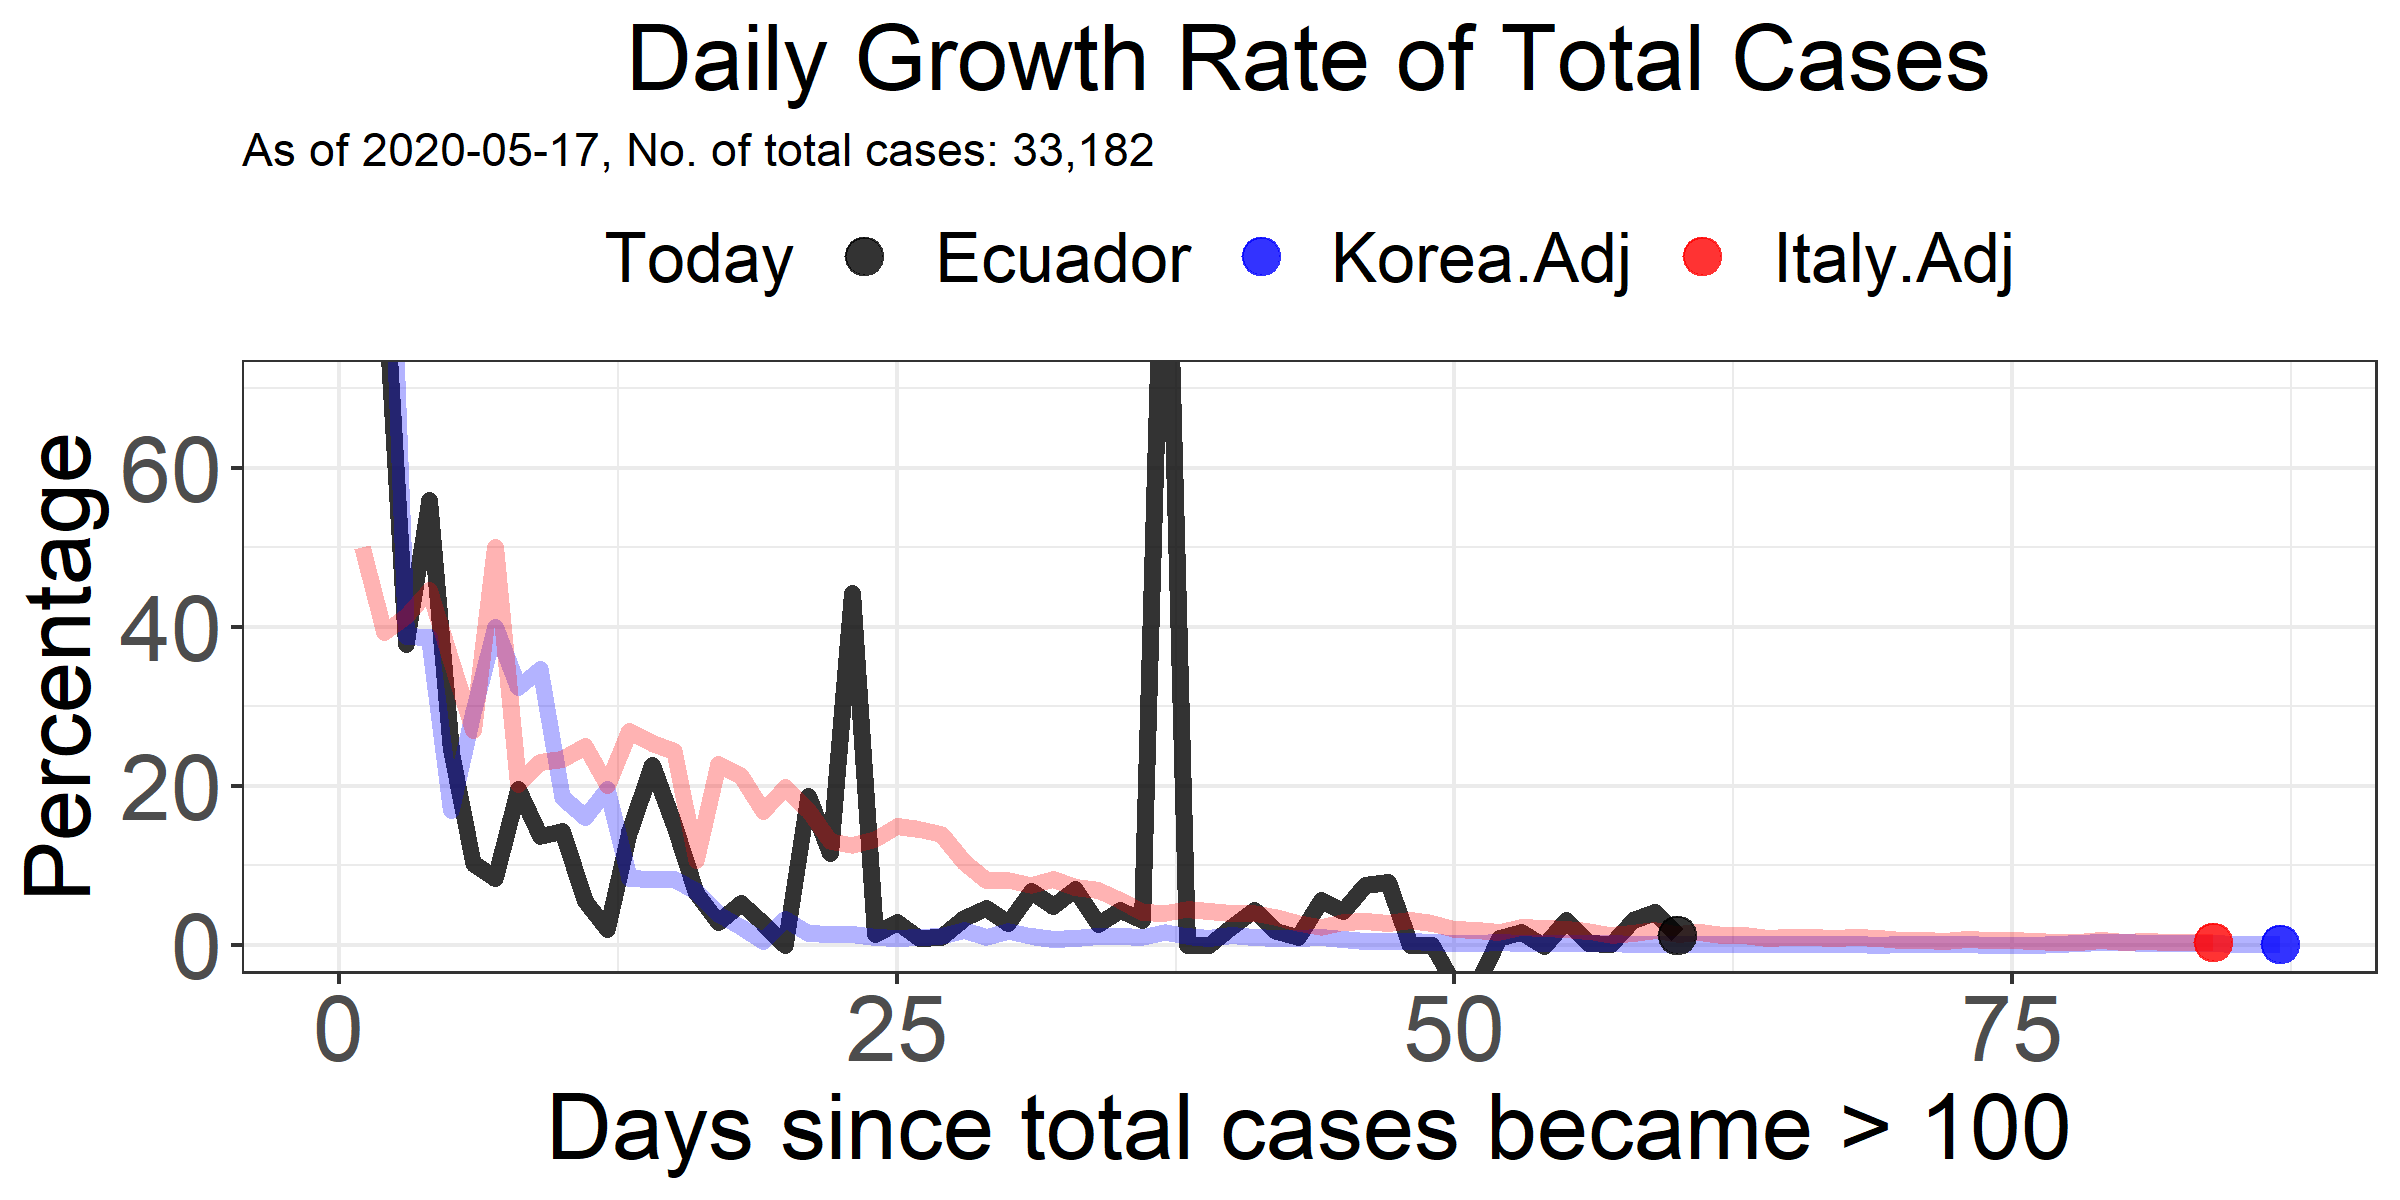 Daily Growth Rate of Total Cases
As of 2020-05-17, No. of total cases: 33,182
Today Ecuador Korea.Adj Italy.Adj
Percentage
60
40
20
0
0 25 50 75
Days since total cases became > 100